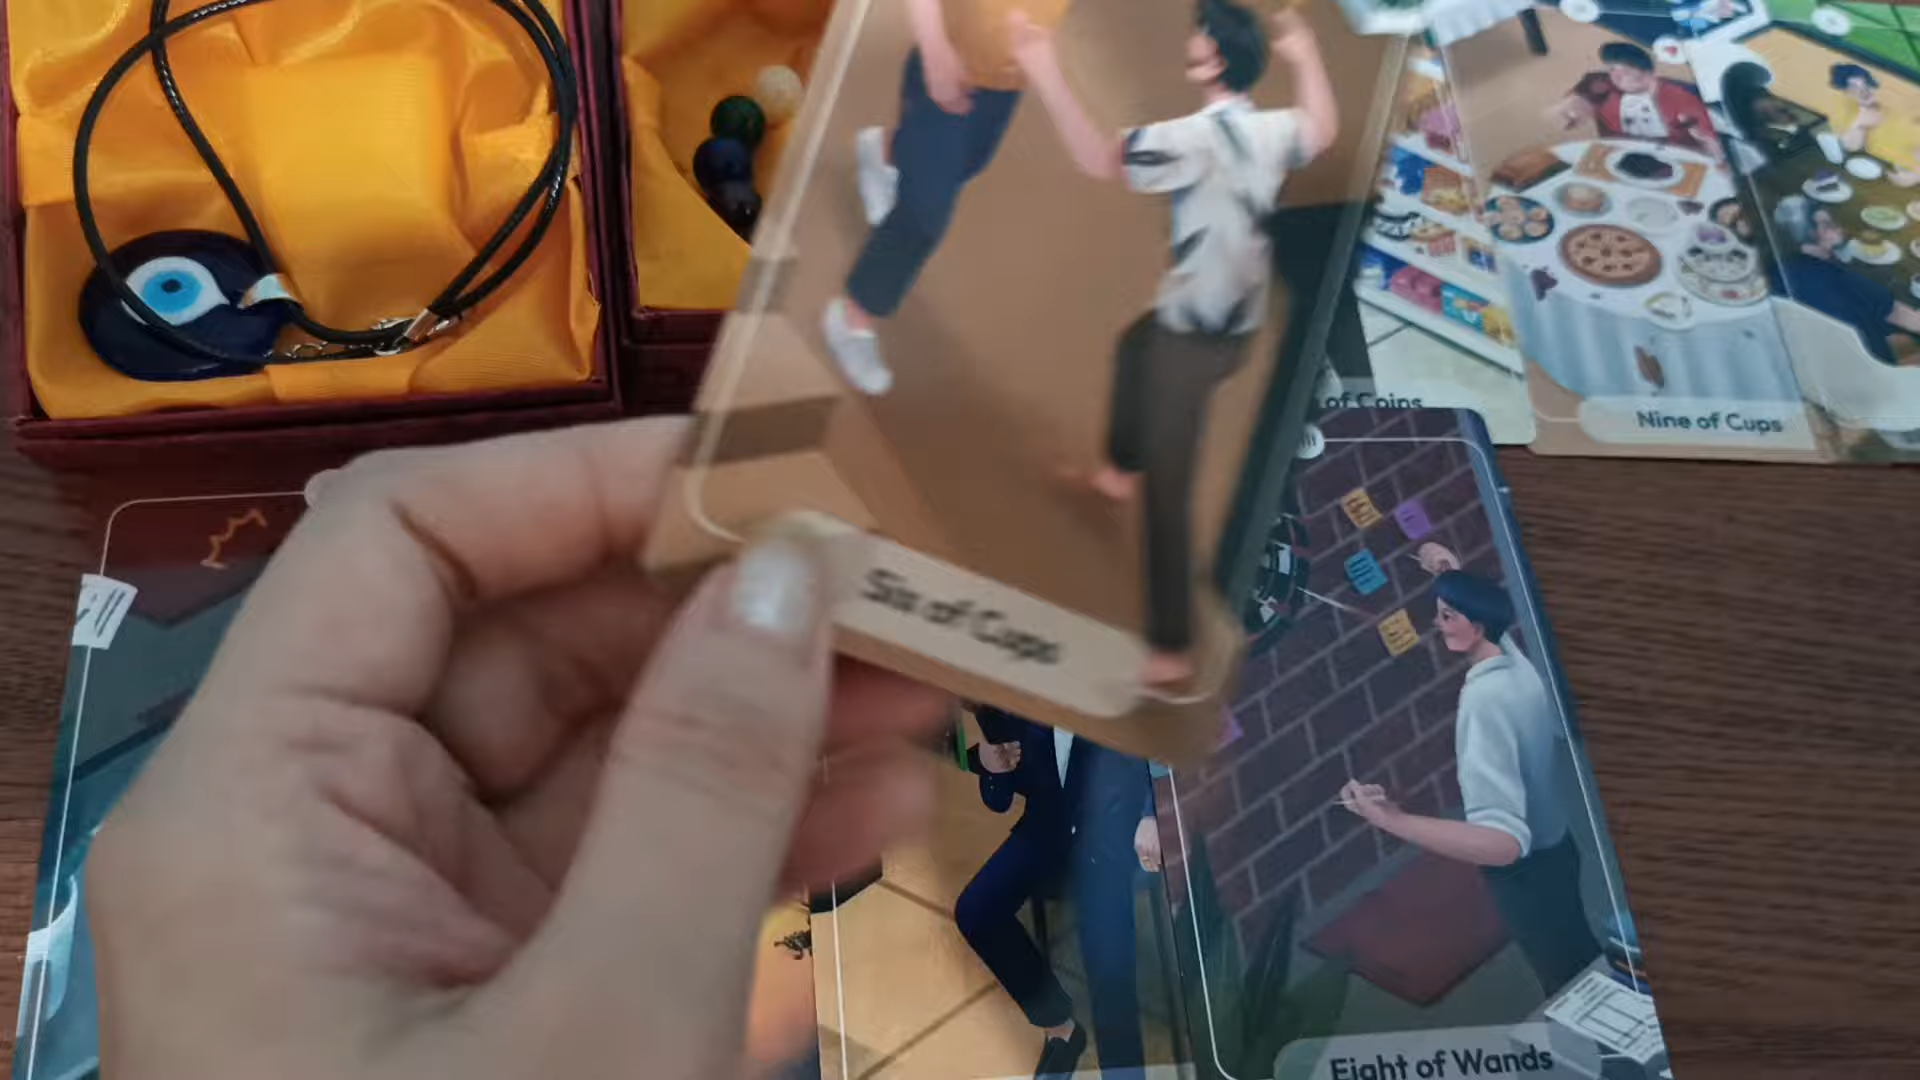 of Coins
Nine of Cups
Six of Cups
Eight of Wands